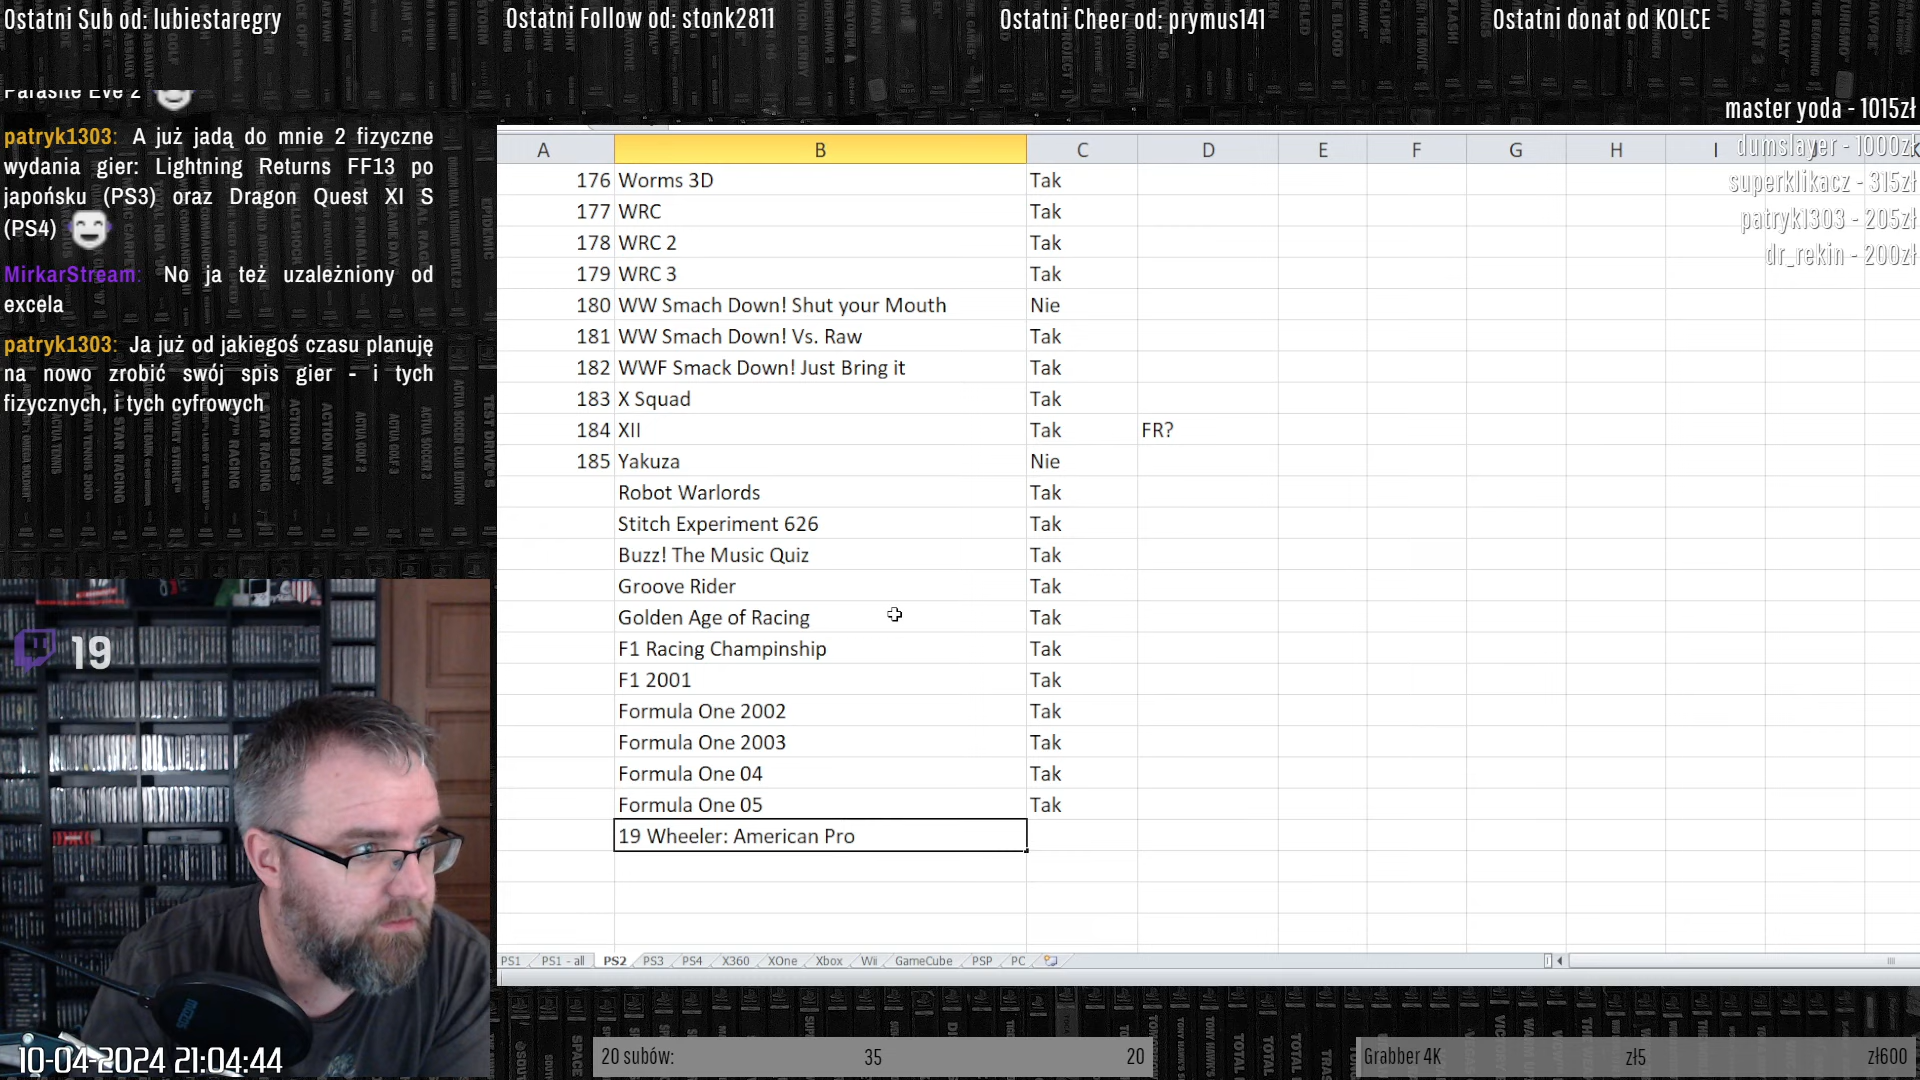 Ostatni Sub od: lubiestaregry
Ostatni Follow od: stonk2811
Ostatni Cheer od: prymus141
Ostatni donat od KOLCE
Parasite Eve 2
patryk1303: A już jadą do mnie 2 fizyczne
wydania gier: Lightning Returns FF13 po
japońsku (PS3) oraz Dragon Quest XI S
(PS4)
MirkarStream: No ja też uzależniony od
excela
patryk1303: Ja już od jakiegoś czasu planuję
na nowo zrobić swój spis gier - i tych
fizycznych, i tych cyfrowych
master yoda - 1015zł
dumslayer - 1000zł
superklikacz - 315zł
patryk1303 - 205zł
dr_rekin - 200zł
A B C D E F G H I J K
176 Worms 3D Tak
177 WRC Tak
178 WRC 2 Tak
179 WRC 3 Tak
180 WW Smach Down! Shut your Mouth Nie
181 WW Smach Down! Vs. Raw Tak
182 WWF Smack Down! Just Bring it Tak
183 X Squad Tak
184 XII Tak FR?
185 Yakuza Nie
Robot Warlords Tak
Stitch Experiment 626 Tak
Buzz! The Music Quiz Tak
Groove Rider Tak
Golden Age of Racing Tak
F1 Racing Champinship Tak
F1 2001 Tak
Formula One 2002 Tak
Formula One 2003 Tak
Formula One 04 Tak
Formula One 05 Tak
19 Wheeler: American Pro
PS1 PS1 - all PS2 PS3 PS4 X360 XOne Xbox Wii GameCube PSP PC
19
10-04-2024 21:04:44
20 subów: 35 20
Grabber 4K zł5 zł600